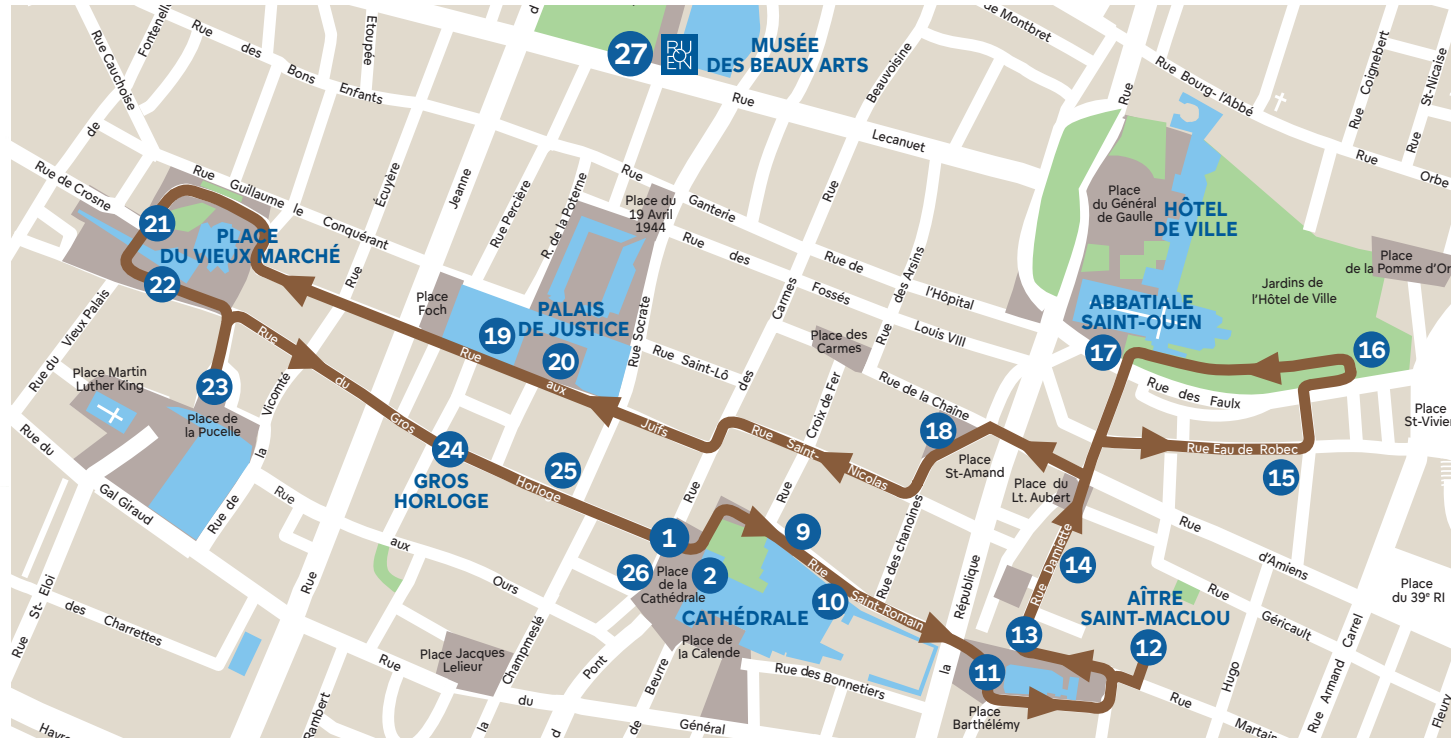 Rue Cauchoise
de
Fontenelle
Rue
des
Bons
Enfants
Etoupée
27
ROUEN
MUSÉE
DES BEAUX ARTS
Rue
Lecanuet
Beauvoisine
Rue
de Montbret
Rue
Rue Bourg- l'Abbé
Rue
Coignebert
Rue
St-Nicaise
Rue
Orbe
Rue de Crosne
Rue
Guillaume
le
Conquérant
Écuyère
Rue
Jeanne
Rue Percière
R. de la Poterne
Place du
19 Avril
1944
Ganterie
Rue
des
Fossés
Louis VIII
Rue de
l'Hôpital
Rue
des Arsins
Place
du Général
de Gaulle
HÔTEL
DE VILLE
Jardins de
l'Hôtel de Ville
Place
de la Pomme d'Or
21
PLACE
DU VIEUX MARCHÉ
22
Place
Foch
19
PALAIS
DE JUSTICE
20
Rue Socrate
Rue Saint-Lô
Rue
des
Carmes
Place des
Carmes
Rue de la Chaîne
Croix de Fer
Rue
ABBATIALE
SAINT-OUEN
17
16
Rue des Faulx
Place
St-Vivien
Rue du Vieux Palais
Place Martin
Luther King
23
Place de
la Pucelle
Rue de
la
Vicomté
Rue
du
Gros
Horloge
Rue
aux
Juifs
Rue Saint-
Nicolas
18
Place
St-Amand
Place du
Lt. Aubert
Rue Eau de Robec
15
Rue du
Gal Giraud
24
GROS
HORLOGE
25
Rue
aux
Ours
1
26
Place
de la
Cathédrale
2
CATHÉDRALE
9
10
Rue
Saint-Romain
Rue des chanoines
la
République
Rue Damiette
14
Rue
d'Amiens
Place
du 39e RI
AÎTRE
SAINT-MACLOU
12
13
11
Place
Barthélémy
Rue
Géricault
Rue
Martain
Hugo
Rue
Armand Carrel
Fleury
Rue St- Eloi
des
Charrettes
Havre
Rue
Rambert
Rue
du
Général
Place Jacques
Lelieur
la
Champmeslé
Pont
de
Beurre
Place de
la Calende
Rue des Bonnetiers